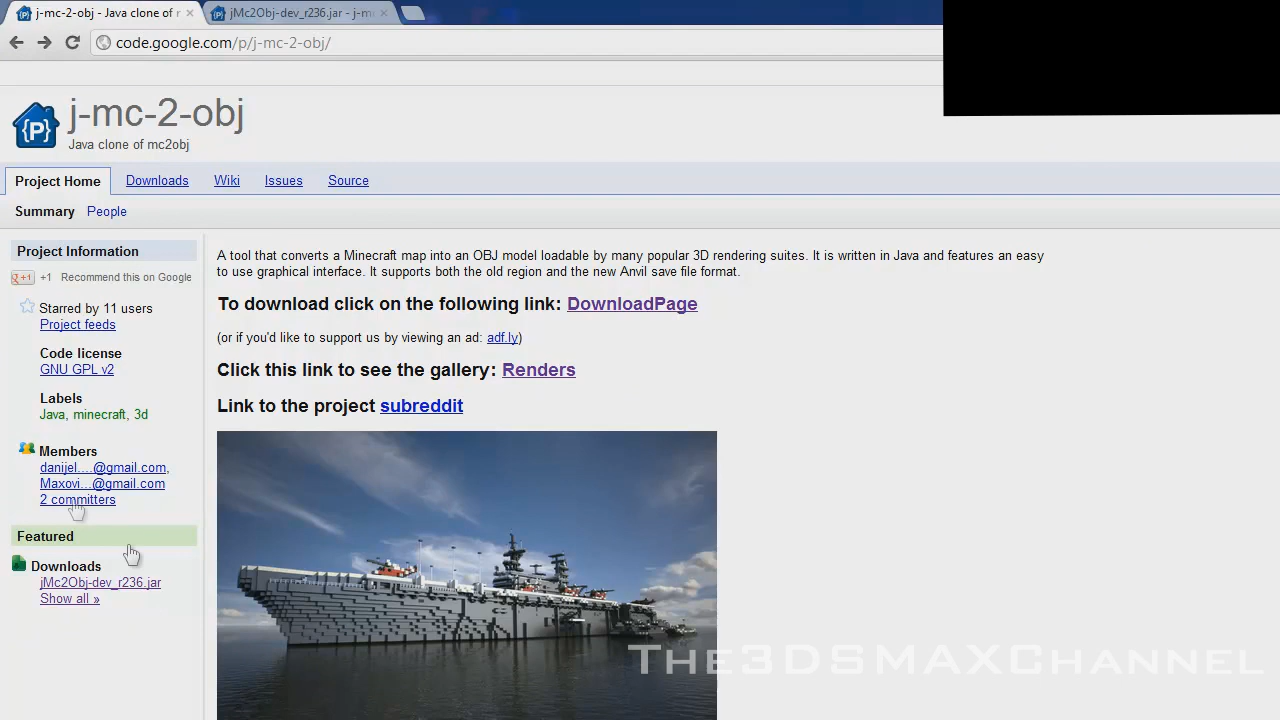 j-mc-2-obj - Java clone of r
jMc2Obj-dev_r236.jar - j-m
code.google.com/p/j-mc-2-obj/
{P}
j-mc-2-obj
Java clone of mc2obj
Project Home Downloads Wiki Issues Source
Summary People
Project Information
+1 +1 Recommend this on Google
Starred by 11 users
Project feeds
Code license
GNU GPL v2
Labels
Java, minecraft, 3d
Members
danijel....@gmail.com,
Maxovi...@gmail.com
2 committers
Featured
Downloads
jMc2Obj-dev_r236.jar
Show all »
A tool that converts a Minecraft map into an OBJ model loadable by many popular 3D rendering suites. It is written in Java and features an easy
to use graphical interface. It supports both the old region and the new Anvil save file format.
To download click on the following link: DownloadPage
(or if you'd like to support us by viewing an ad: adf.ly)
Click this link to see the gallery: Renders
Link to the project subreddit
The3DSMAXChannel